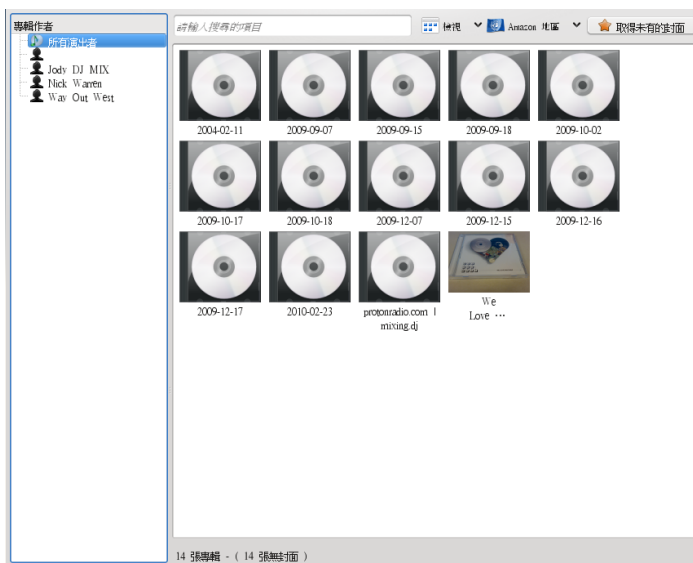 專輯作者
所有演出者
Jody DJ MIX
Nick Warren
Way Out West
請輸入搜尋的項目
檢視
Amazon 地區
取得未有的封面
2004-02-11
2009-09-07
2009-09-15
2009-09-18
2009-10-02
2009-10-17
2009-10-18
2009-12-07
2009-12-15
2009-12-16
2009-12-17
2010-02-23
protonradio.com |
mixing.dj
We
Love ...
14 張專輯 - ( 14 張無封面 )